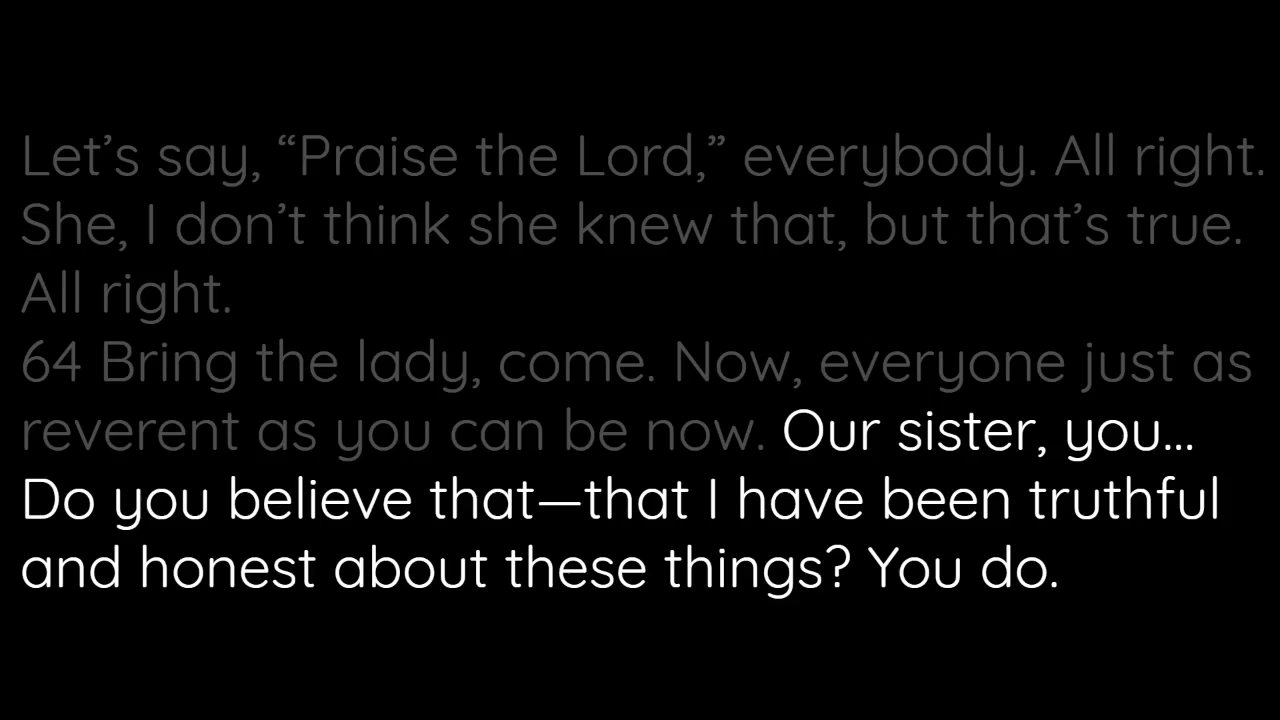 Let’s say, “Praise the Lord,” everybody. All right.
She, I don’t think she knew that, but that’s true.
All right.
64 Bring the lady, come. Now, everyone just as
reverent as you can be now. Our sister, you...
Do you believe that—that I have been truthful
and honest about these things? You do.